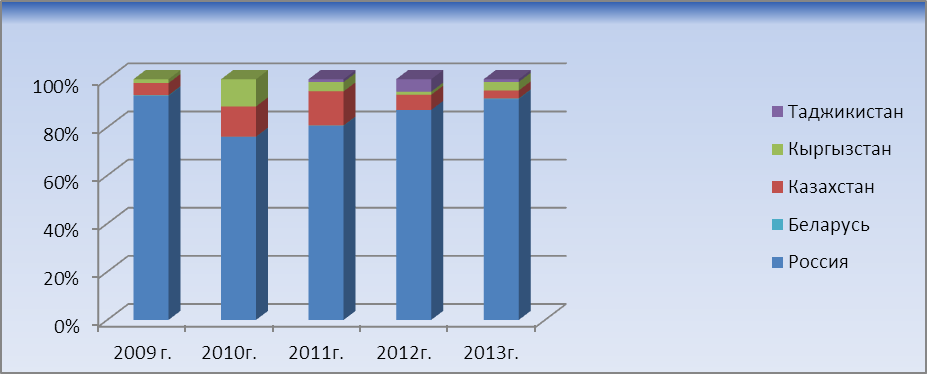 100%
80%
60%
40%
20%
0%
2009 г.
2010г.
2011г.
2012г.
2013г.
Таджикистан
Кыргызстан
Казахстан
Беларусь
Россия